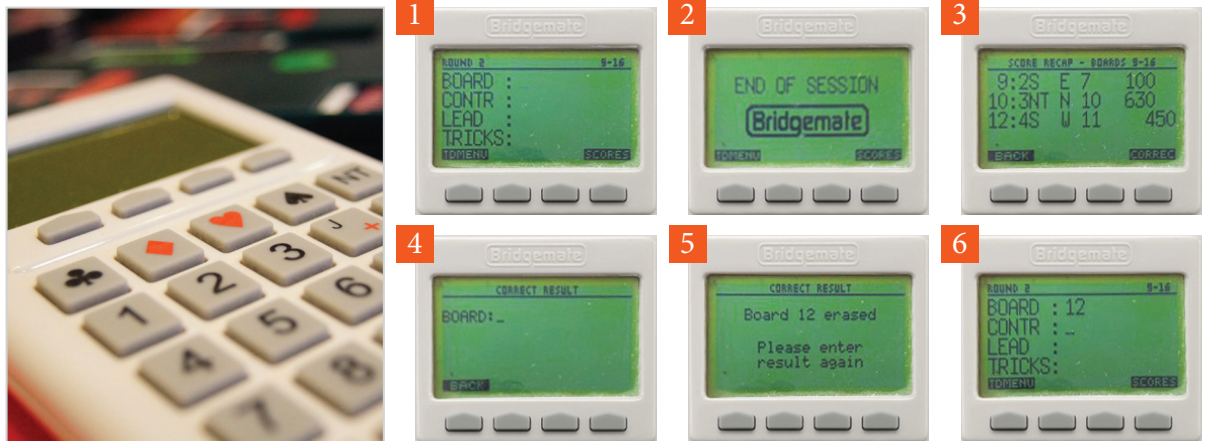 NT
J
+
3
2
1
6
5
4
8
7
1
Bridgemate
ROUND 2 9-16
BOARD :
CONTR :
LEAD :
TRICKS:
TDMENU SCORES
2
Bridgemate
END OF SESSION
Bridgemate
TDMENU SCORES
3
Bridgemate
SCORE RECAP - BOARDS 9-16
9:2S E 7 100
10:3NT N 10 630
12:4S W 11 450
BACK CORREC
4
Bridgemate
CORRECT RESULT
BOARD:_
BACK
5
Bridgemate
CORRECT RESULT
Board 12 erased
Please enter
result again
6
Bridgemate
ROUND 2 9-16
BOARD : 12
CONTR : _
LEAD :
TRICKS:
TDMENU SCORES